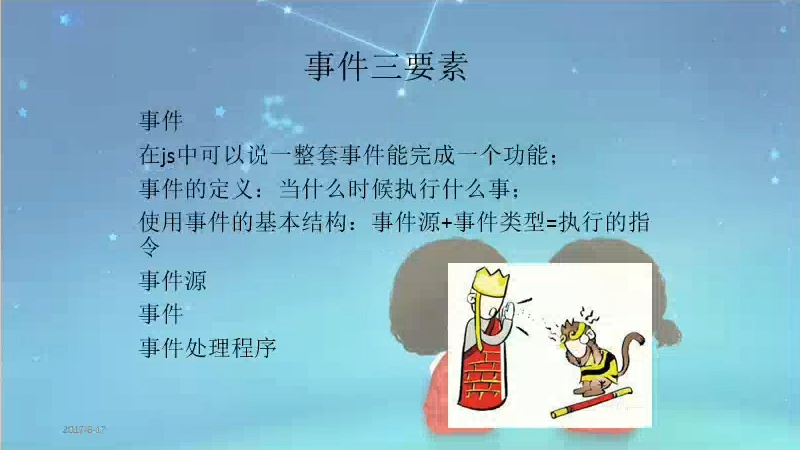 事件三要素
事件
在js中可以说一整套事件能完成一个功能；
事件的定义：当什么时候执行什么事；
使用事件的基本结构：事件源+事件类型=执行的指
令
事件源
事件
事件处理程序
2017-8-17